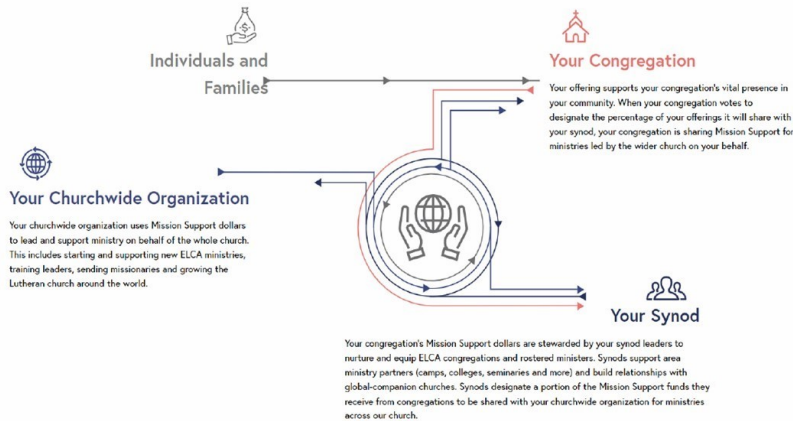 Individuals and
Families
Your Congregation
Your offering supports your congregation's vital presence in
your community. When your congregation votes to
designate the percentage of your offerings it will share with
your synod, your congregation is sharing Mission Support for
ministries led by the wider church on your behalf.
Your Churchwide Organization
Your churchwide organization uses Mission Support dollars
to lead and support ministry on behalf of the whole church.
This includes starting and supporting new ELCA ministries,
training leaders, sending missionaries and growing the
Lutheran church around the world.
Your Synod
Your congregation's Mission Support dollars are stewarded by your synod leaders to
nurture and equip ELCA congregations and rostered ministers. Synods support area
ministry partners (camps, colleges, seminaries and more) and build relationships with
global-companion churches. Synods designate a portion of the Mission Support funds they
receive from congregations to be shared with your churchwide organization for ministries
across our church.